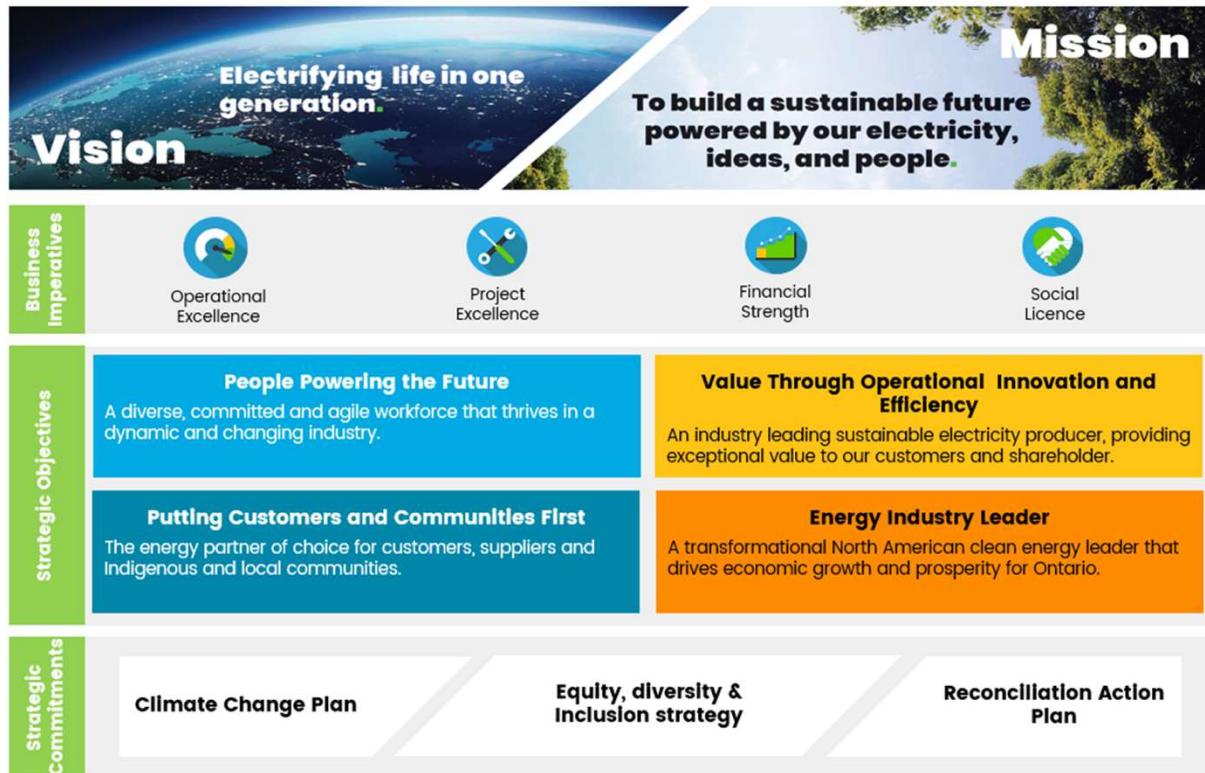 Vision
Electrifying life in one
generation.
Mission
To build a sustainable future
powered by our electricity,
ideas, and people.
Business
Imperatives
Operational
Excellence
Project
Excellence
Financial
Strength
Social
Licence
Strategic Objectives
People Powering the Future
A diverse, committed and agile workforce that thrives in a
dynamic and changing industry.
Value Through Operational Innovation and
Efficiency
An industry leading sustainable electricity producer, providing
exceptional value to our customers and shareholder.
Putting Customers and Communities First
The energy partner of choice for customers, suppliers and
Indigenous and local communities.
Energy Industry Leader
A transformational North American clean energy leader that
drives economic growth and prosperity for Ontario.
Strategic
Commitments
Climate Change Plan
Equity, diversity &
Inclusion strategy
Reconciliation Action
Plan